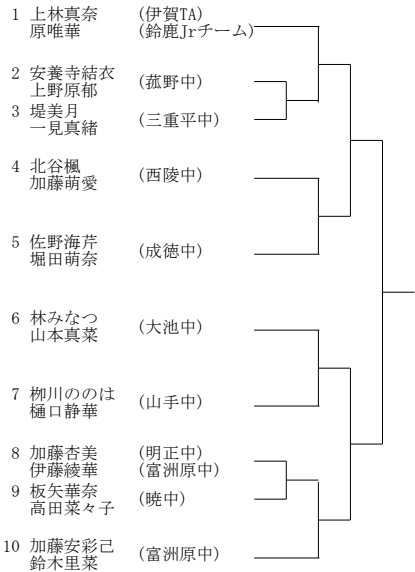 1 上林真奈 (伊賀TA)
原唯華 (鈴鹿Jrチーム)
2 安養寺結衣 (菰野中)
上野原郁
3 堤美月 (三重平中)
一見真緒
4 北谷楓 (西陵中)
加藤萌愛
5 佐野海芹 (成徳中)
堀田萌奈
6 林みなつ (大池中)
山本真菜
7 栁川ののは (山手中)
樋口静華
8 加藤杏美 (明正中)
伊藤綾華 (富洲原中)
9 板矢華奈 (暁中)
高田菜々子
10 加藤安彩己 (富洲原中)
鈴木里菜